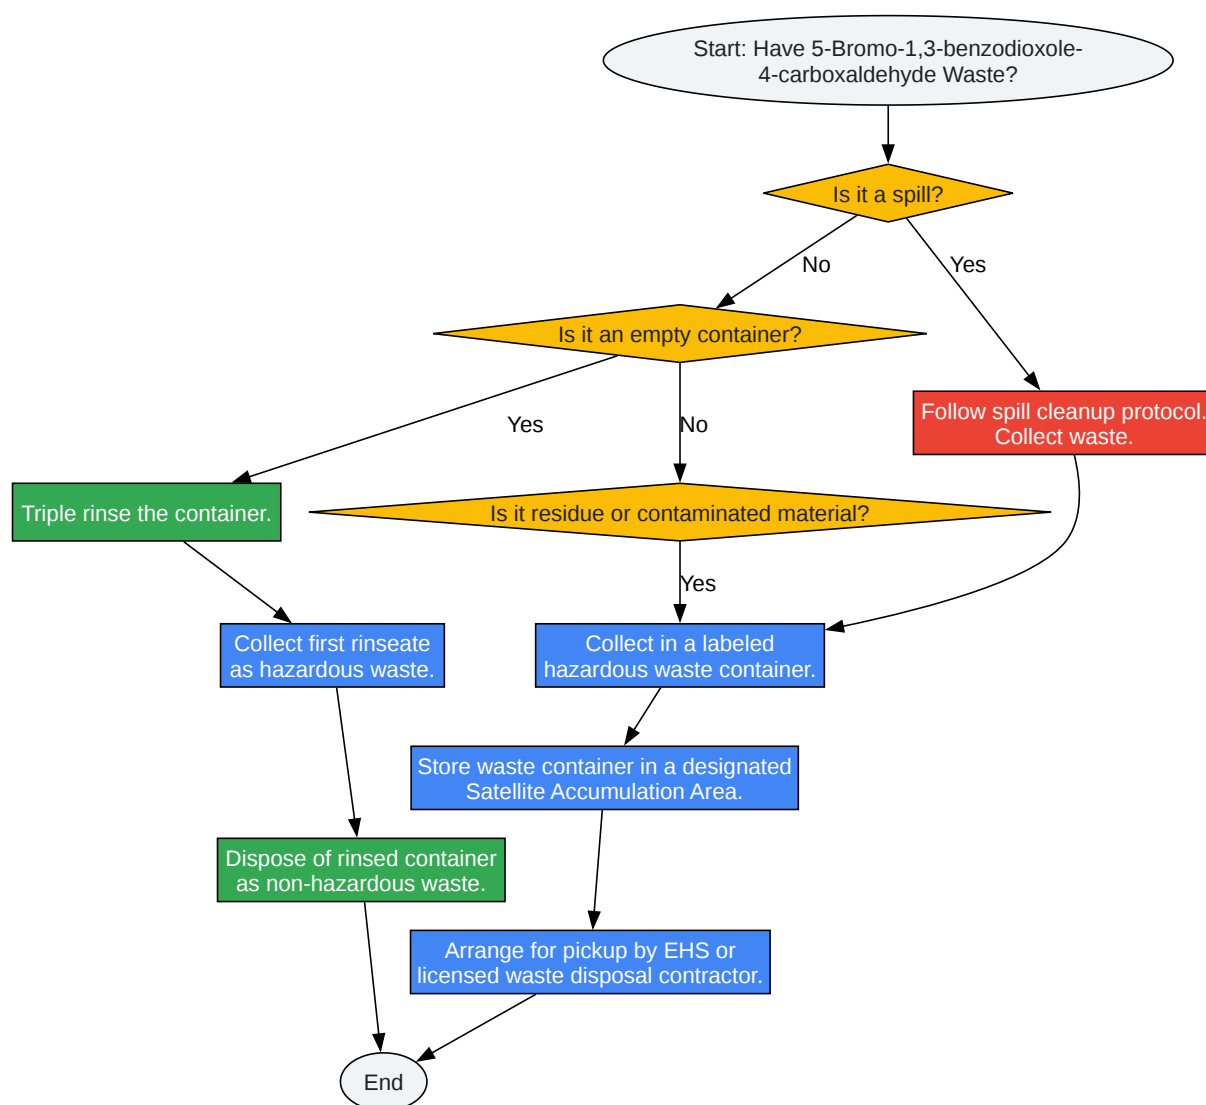 Start: Have 5-Bromo-1,3-benzodioxole-
4-carboxaldehyde Waste?
Is it a spill?
No
Yes
Is it an empty container?
Yes
No
Follow spill cleanup protocol.
Collect waste.
Triple rinse the container.
Is it residue or contaminated material?
Yes
Collect first rinseate
as hazardous waste.
Collect in a labeled
hazardous waste container.
Store waste container in a designated
Satellite Accumulation Area.
Dispose of rinsed container
as non-hazardous waste.
Arrange for pickup by EHS or
licensed waste disposal contractor.
End